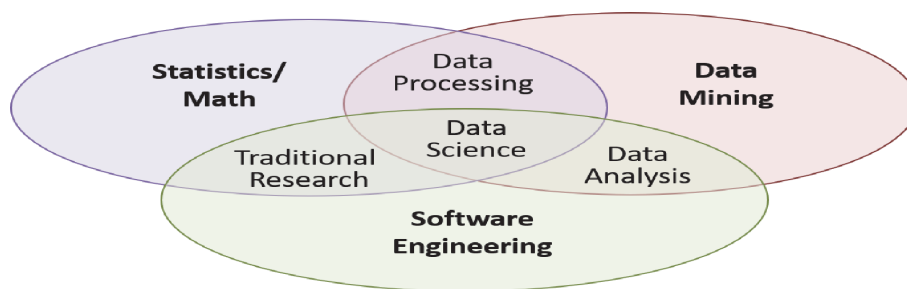 Statistics/
Math
Data
Processing
Data
Mining
Traditional
Research
Data
Science
Data
Analysis
Software
Engineering